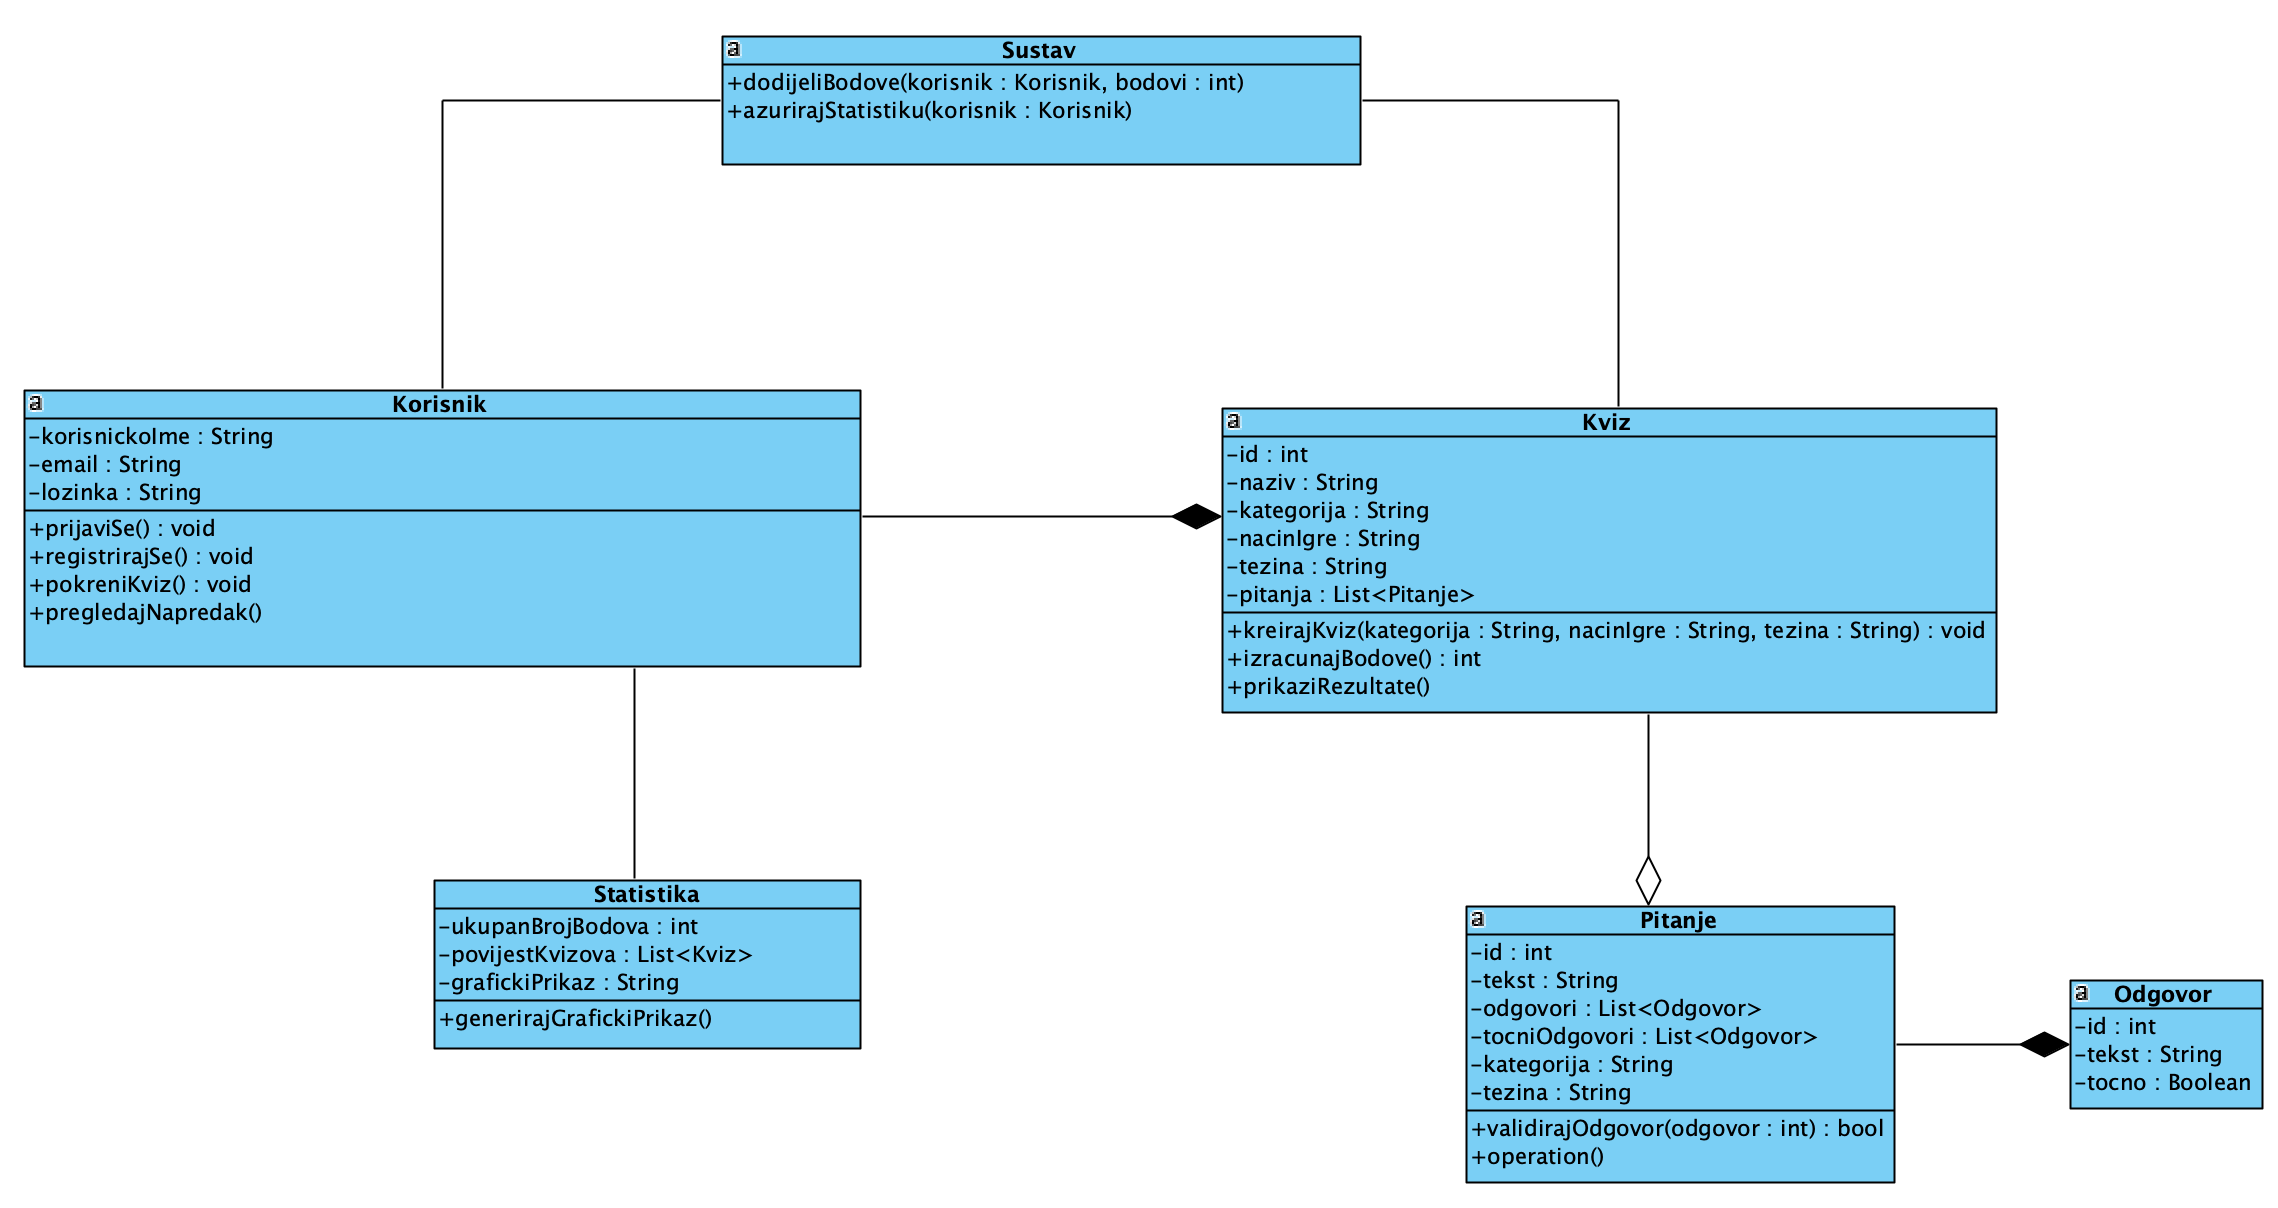 Sustav
+dodijeliBodove(korisnik : Korisnik, bodovi : int)
+azurirajStatistiku(korisnik : Korisnik)
Korisnik
-korisnickoIme : String
-email : String
-lozinka : String
+prijaviSe() : void
+registrirajSe() : void
+pokreniKviz() : void
+pregledajNapredak()
Kviz
-id : int
-naziv : String
-kategorija : String
-nacinIgre : String
-tezina : String
-pitanja : List<Pitanje>
+kreirajKviz(kategorija : String, nacinIgre : String, tezina : String) : void
+izracunajBodove() : int
+prikaziRezultate()
Statistika
-ukupanBrojBodova : int
-povijestKvizova : List<Kviz>
-grafickiPrikaz : String
+generirajGrafickiPrikaz()
Pitanje
-id : int
-tekst : String
-odgovori : List<Odgovor>
-tocniOdgovori : List<Odgovor>
-kategorija : String
-tezina : String
+validirajOdgovor(odgovor : int) : bool
+operation()
Odgovor
-id : int
-tekst : String
-tocno : Boolean